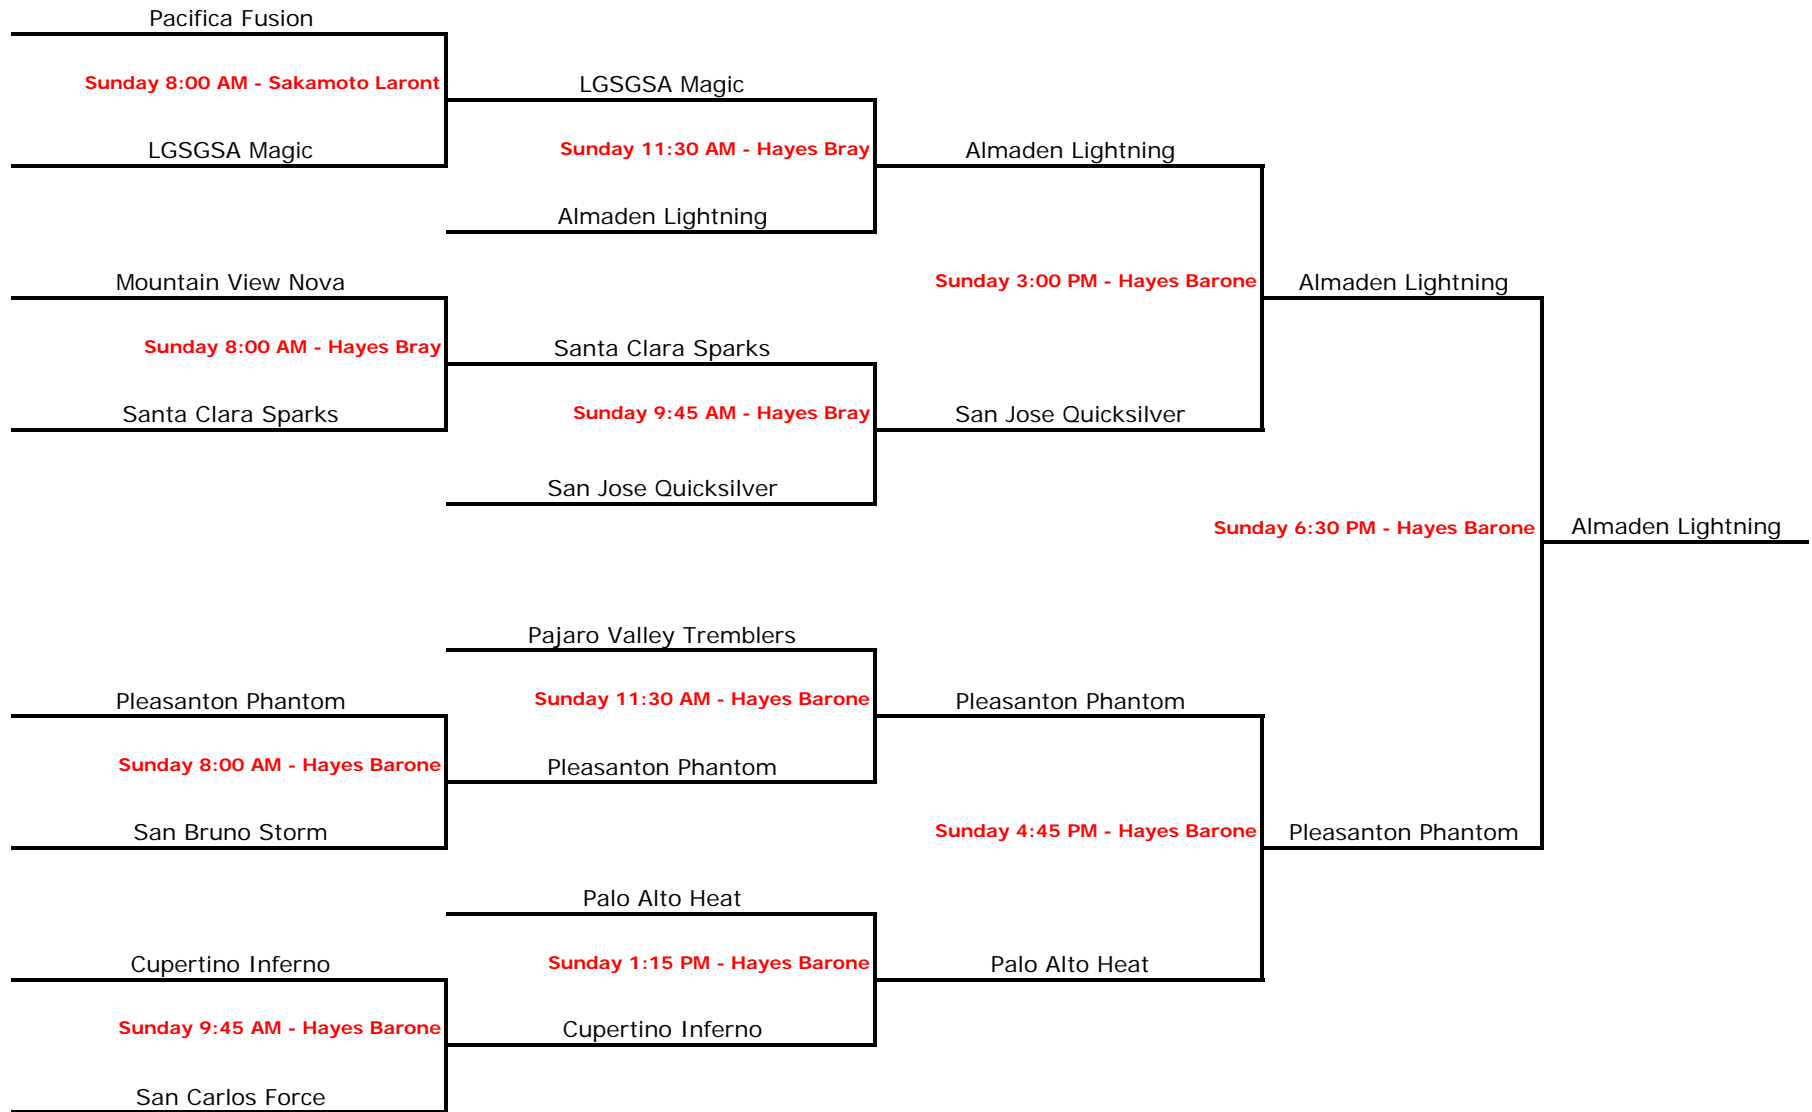 Pacifica Fusion
Sunday 8:00 AM - Sakamoto Laront
LGSGSA Magic
LGSGSA Magic
Sunday 11:30 AM - Hayes Bray
Almaden Lightning
Almaden Lightning
Mountain View Nova
Sunday 3:00 PM - Hayes Barone
Almaden Lightning
Sunday 8:00 AM - Hayes Bray
Santa Clara Sparks
Santa Clara Sparks
Sunday 9:45 AM - Hayes Bray
San Jose Quicksilver
San Jose Quicksilver
Sunday 6:30 PM - Hayes Barone
Almaden Lightning
Pajaro Valley Tremblers
Pleasanton Phantom
Sunday 11:30 AM - Hayes Barone
Pleasanton Phantom
Sunday 8:00 AM - Hayes Barone
Pleasanton Phantom
San Bruno Storm
Sunday 4:45 PM - Hayes Barone
Pleasanton Phantom
Palo Alto Heat
Cupertino Inferno
Sunday 1:15 PM - Hayes Barone
Palo Alto Heat
Sunday 9:45 AM - Hayes Barone
Cupertino Inferno
San Carlos Force